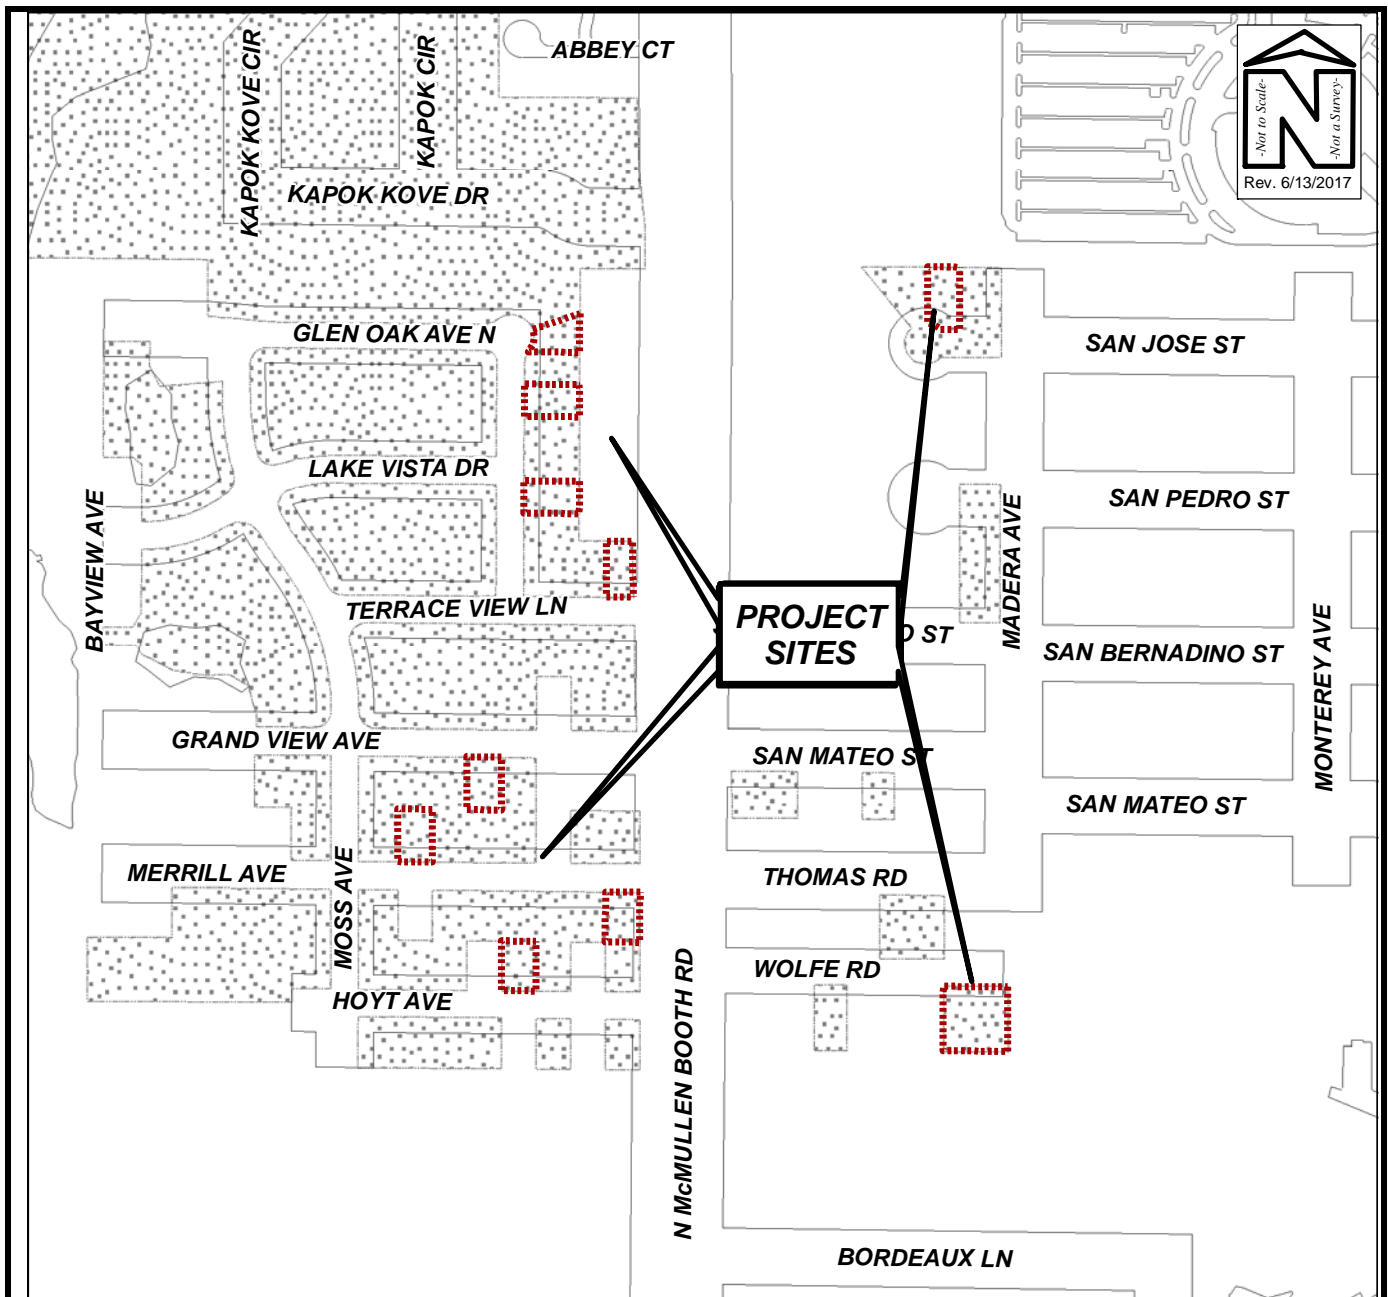 ABBEY CT
KAPOK KOVE CIR
KAPOK CIR
KAPOK KOVE DR
-Not to Scale-
N
-Not a Survey-
Rev. 6/13/2017
GLEN OAK AVE N
SAN JOSE ST
LAKE VISTA DR
SAN PEDRO ST
BAYVIEW AVE
MADERA AVE
TERRACE VIEW LN
PROJECT
SITES
O ST
SAN BERNADINO ST
MONTEREY AVE
GRAND VIEW AVE
SAN MATEO ST
SAN MATEO ST
MERRILL AVE
MOSS AVE
THOMAS RD
WOLFE RD
HOYT AVE
N McMULLEN BOOTH RD
BORDEAUX LN